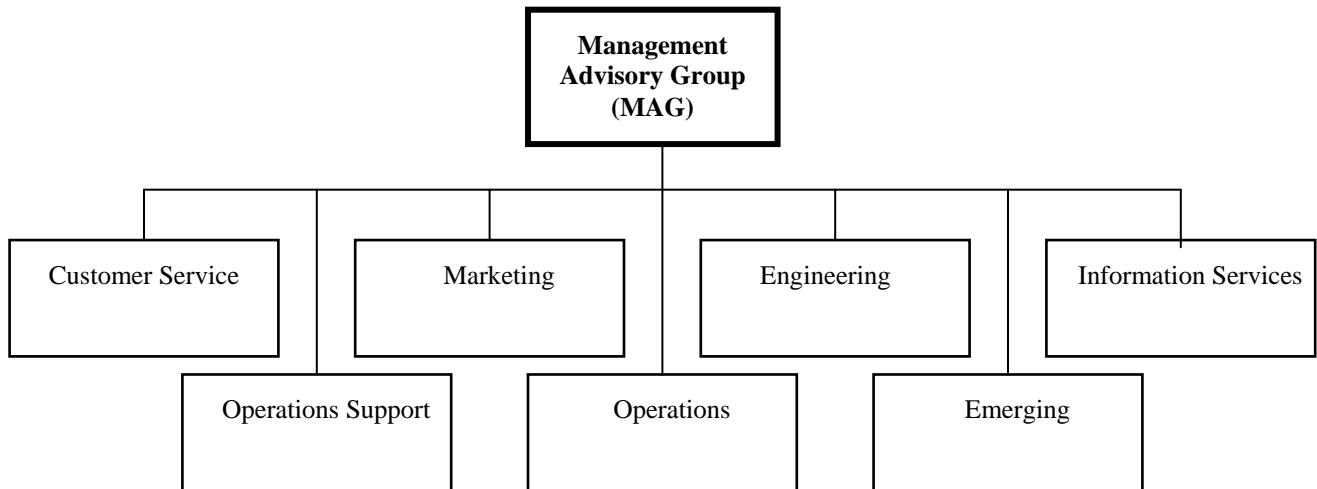 Management
Advisory Group
(MAG)
Customer Service
Marketing
Engineering
Information Services
Operations Support
Operations
Emerging